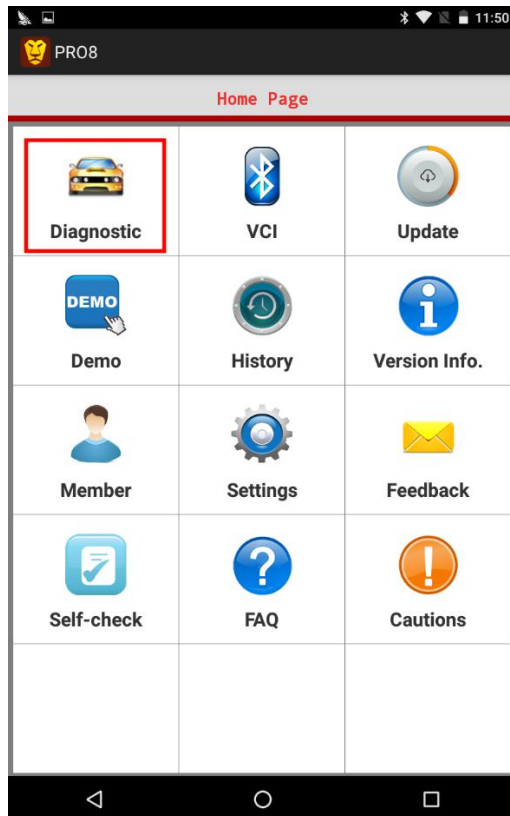 11:50
PRO8
Home Page
Diagnostic
VCI
Update
DEMO
Demo
History
Version Info.
Member
Settings
Feedback
Self-check
FAQ
Cautions